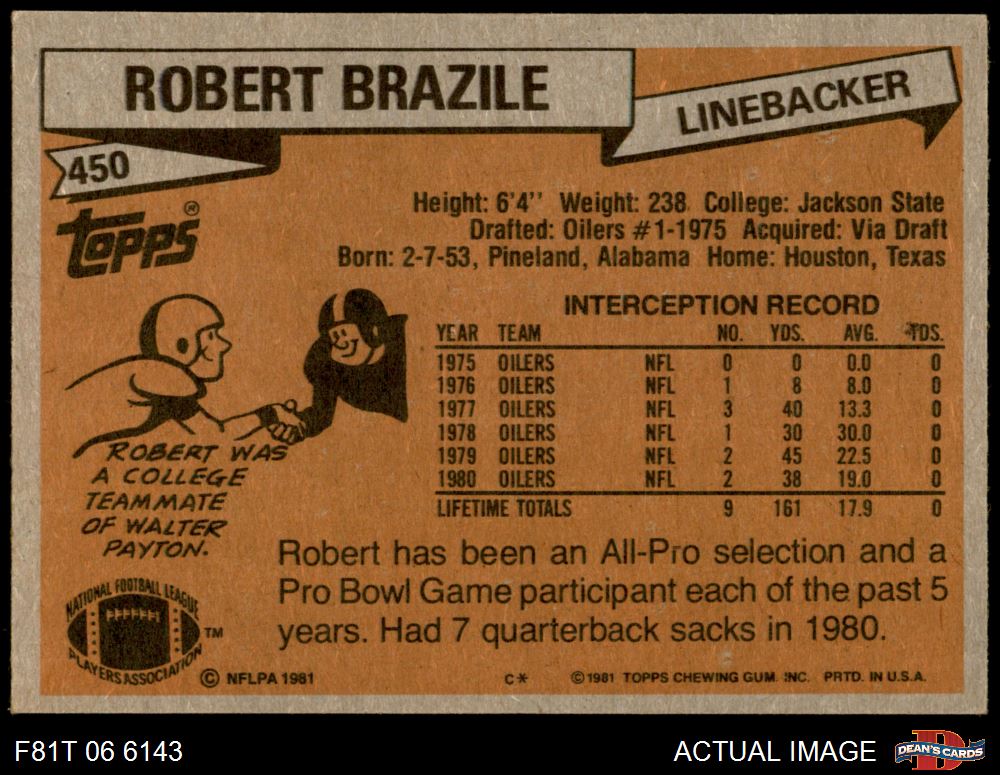 ROBERT BRAZILE
LINEBACKER
450
TOPPS®
Height: 6'4'' Weight: 238 College: Jackson State
Drafted: Oilers #1-1975 Acquired: Via Draft
Born: 2-7-53, Pineland, Alabama Home: Houston, Texas
INTERCEPTION RECORD
YEAR TEAM NO. YDS. AVG. TDS.
1975 OILERS NFL 0 0 0.0 0
1976 OILERS NFL 1 8 8.0 0
1977 OILERS NFL 3 40 13.3 0
1978 OILERS NFL 1 30 30.0 0
1979 OILERS NFL 2 45 22.5 0
1980 OILERS NFL 2 38 19.0 0
LIFETIME TOTALS 9 161 17.9 0
ROBERT WAS
A COLLEGE
TEAMMATE
OF WALTER
PAYTON.
Robert has been an All-Pro selection and a
Pro Bowl Game participant each of the past 5
years. Had 7 quarterback sacks in 1980.
NATIONAL FOOTBALL LEAGUE
NFLPA
PLAYERS ASSOCIATION
TM
© NFLPA 1981
C*
© 1981 TOPPS CHEWING GUM. INC. PRTD. IN U.S.A.
F81T 06 6143
ACTUAL IMAGE
D
DEAN'S CARDS